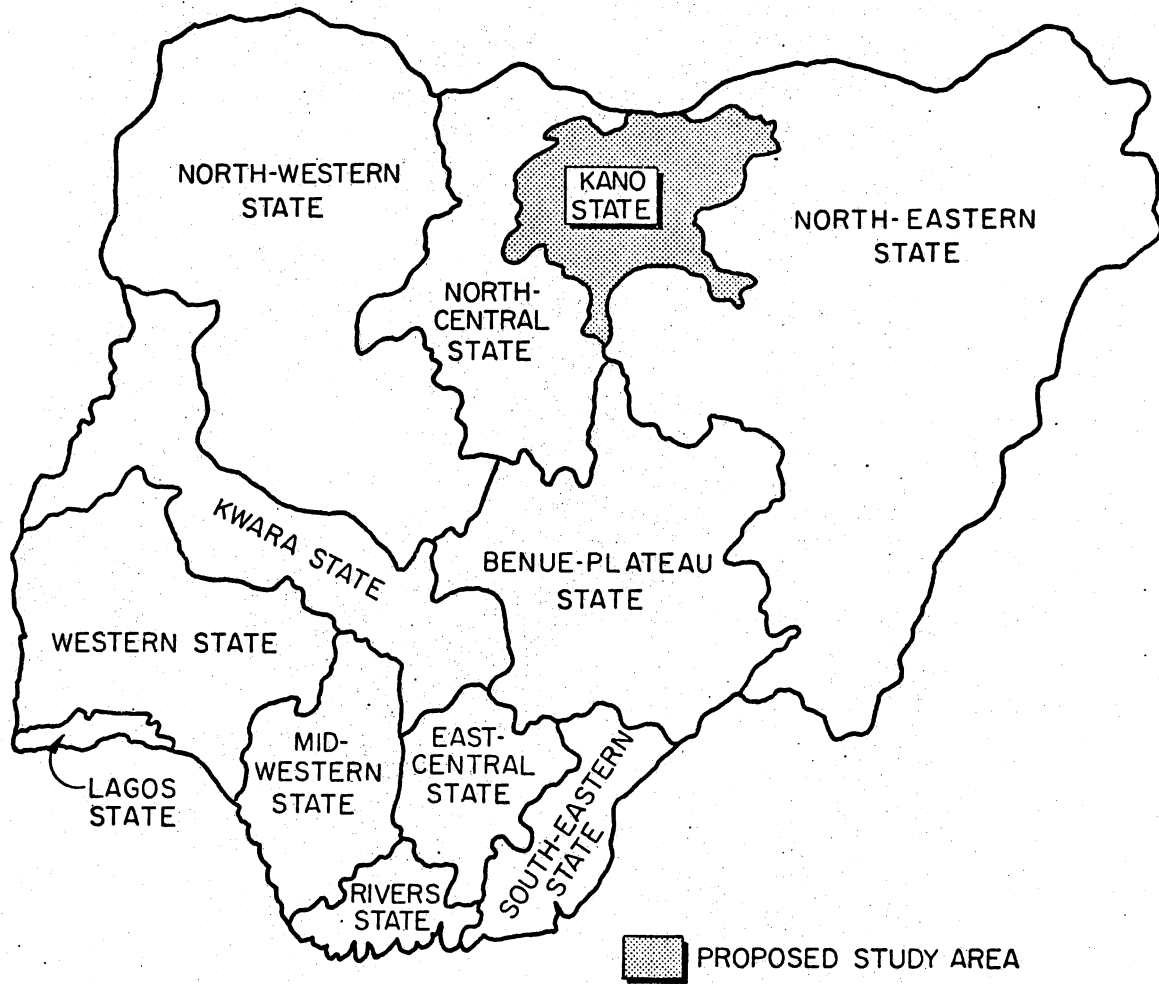 NORTH-WESTERN
STATE
KANO
STATE
NORTH-EASTERN
STATE
NORTH-
CENTRAL
STATE
KWARA STATE
BENUE-PLATEAU
STATE
WESTERN STATE
MID-
WESTERN
STATE
EAST-
CENTRAL
STATE
SOUTH-EASTERN
STATE
LAGOS
STATE
RIVERS
STATE
PROPOSED STUDY AREA